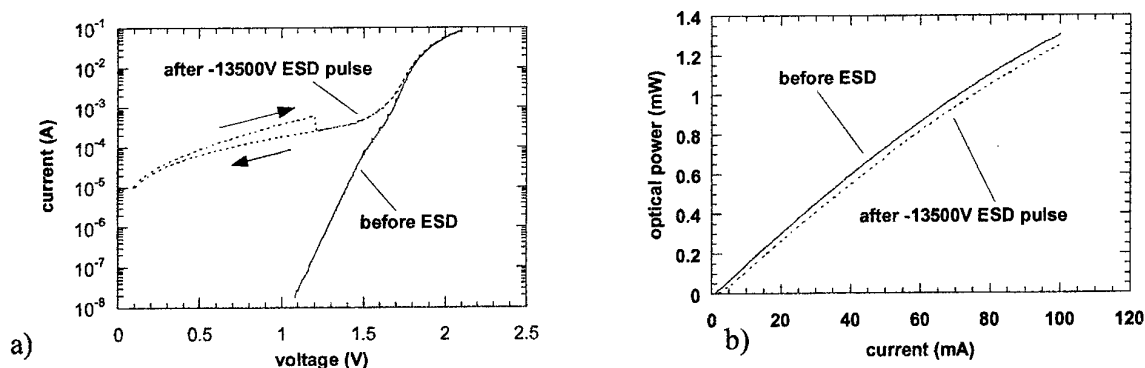 10-1
10-2
10-3
10-4
10-5
10-6
10-7
10-8
current (A)
after -13500V ESD pulse
before ESD
0 0.5 1 1.5 2 2.5
voltage (V)
a)
1.4
1.2
1
0.8
0.6
0.4
0.2
0
optical power (mW)
before ESD
after -13500V ESD pulse
0 20 40 60 80 100 120
current (mA)
b)